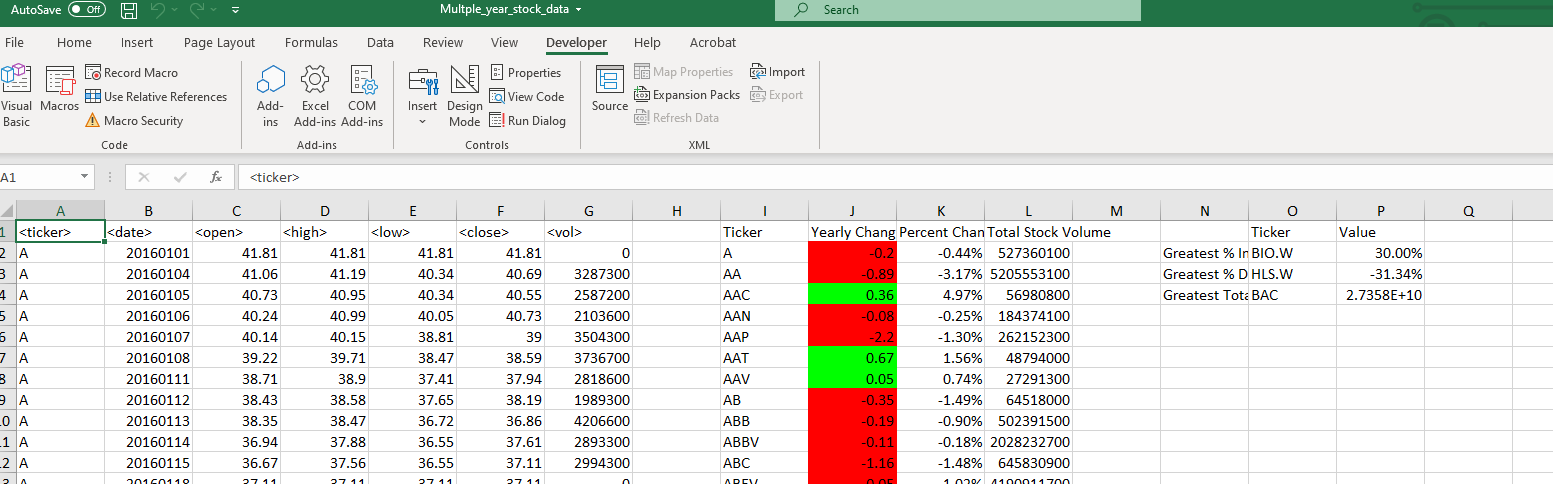 AutoSave Off Multple_year_stock_data Search
File Home Insert Page Layout Formulas Data Review View Developer Help Acrobat
Visual Basic
Macros
Record Macro
Use Relative References
Macro Security
Code
Add-ins
Excel Add-ins
COM Add-ins
Add-ins
Insert
Design Mode
Properties
View Code
Run Dialog
Controls
Source
Map Properties
Expansion Packs
Refresh Data
Import
Export
XML
A1 fx <ticker>
A B C D E F G H I J K L M N O P Q
1 <ticker> <date> <open> <high> <low> <close> <vol> Ticker Yearly Chang Percent Chan Total Stock Volume Ticker Value
2 A 20160101 41.81 41.81 41.81 41.81 0 A -0.2 -0.44% 527360100 Greatest % In BIO.W 30.00%
3 A 20160104 41.06 41.19 40.34 40.69 3287300 AA -0.89 -3.17% 5205553100 Greatest % D HLS.W -31.34%
4 A 20160105 40.73 40.95 40.34 40.55 2587200 AAC 0.36 4.97% 56980800 Greatest Tota BAC 2.7358E+10
5 A 20160106 40.24 40.99 40.05 40.73 2103600 AAN -0.08 -0.25% 184374100
6 A 20160107 40.14 40.15 38.81 39 3504300 AAP -2.2 -1.30% 262152300
7 A 20160108 39.22 39.71 38.47 38.59 3736700 AAT 0.67 1.56% 48794000
8 A 20160111 38.71 38.9 37.41 37.94 2818600 AAV 0.05 0.74% 27291300
9 A 20160112 38.43 38.58 37.65 38.19 1989300 AB -0.35 -1.49% 64518000
10 A 20160113 38.35 38.47 36.72 36.86 4206600 ABB -0.19 -0.90% 502391500
11 A 20160114 36.94 37.88 36.55 37.61 2893300 ABBV -0.11 -0.18% 2028232700
12 A 20160115 36.67 37.56 36.55 37.11 2994300 ABC -1.16 -1.48% 645830900
13 A 20160118 37.11 37.11 37.11 37.11 0 ABEV -0.05 -1.02% 4190911700